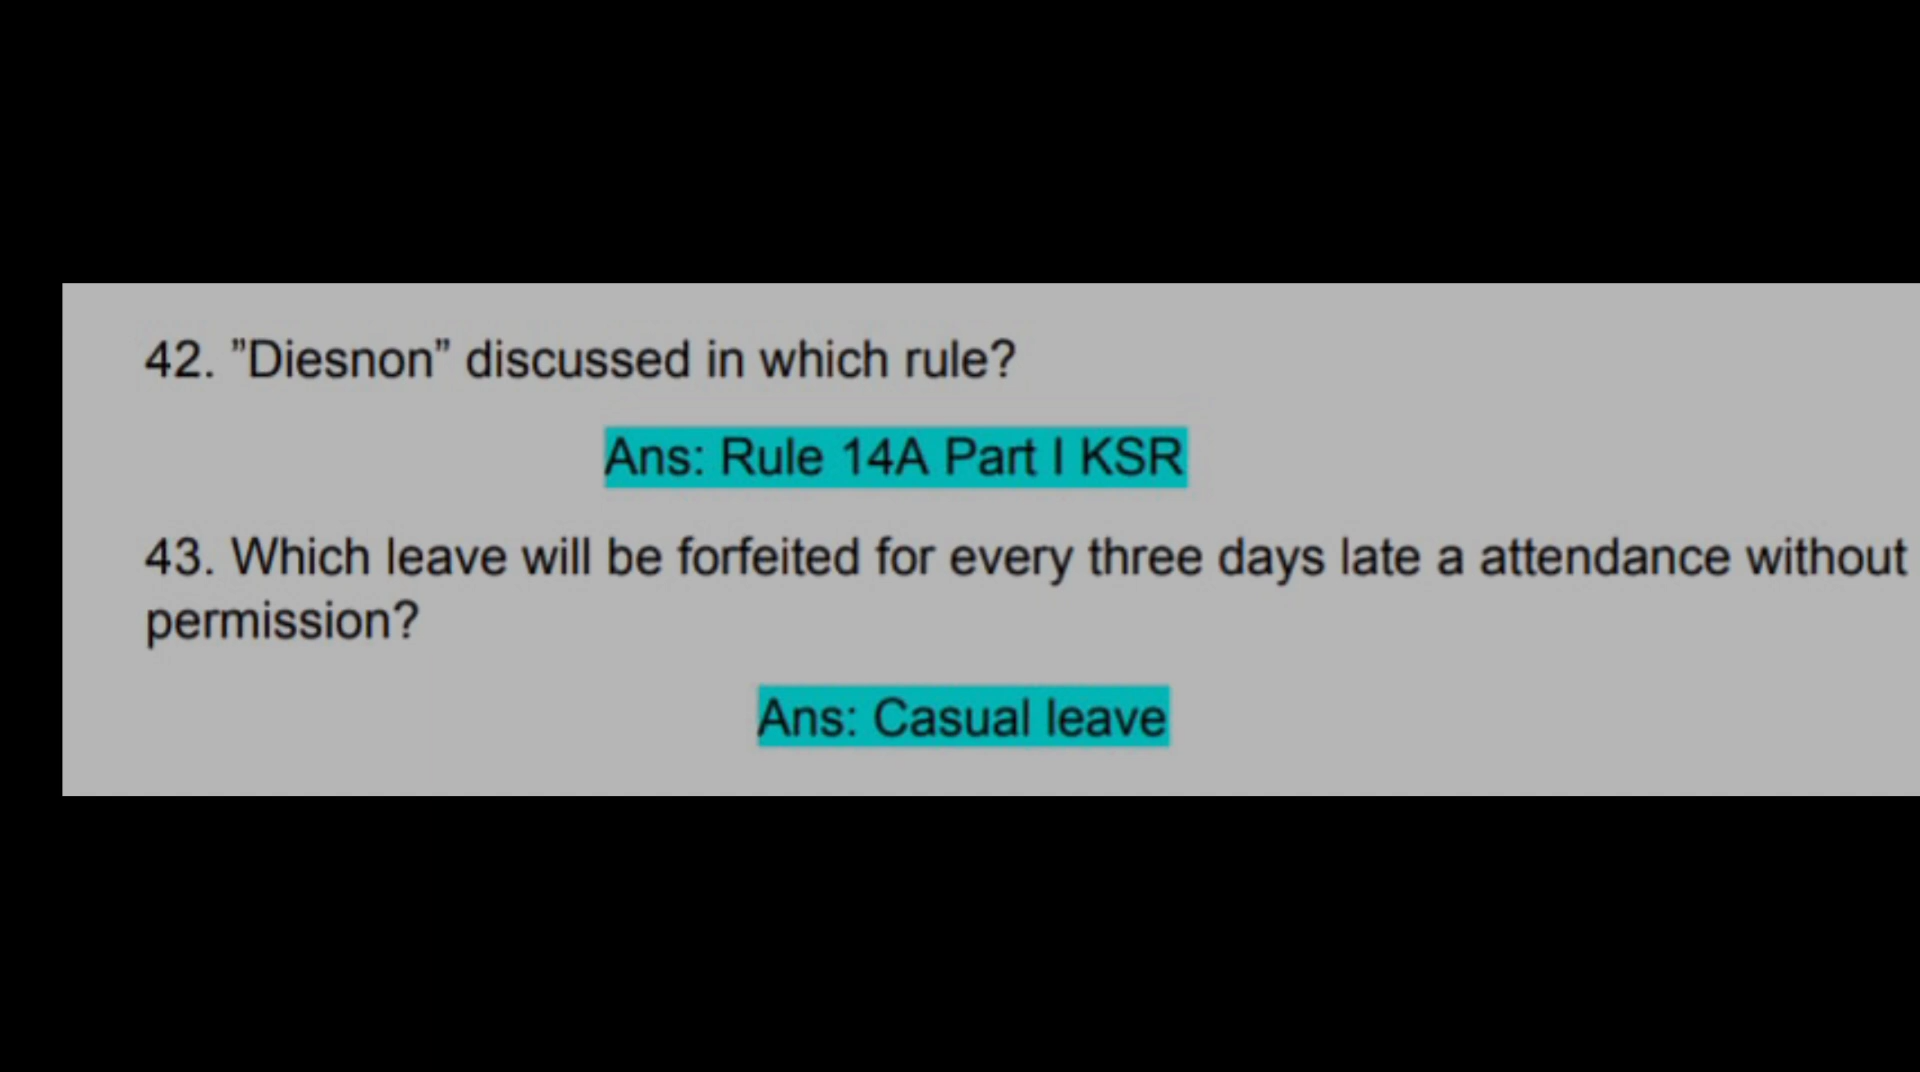 42. ”Diesnon” discussed in which rule?
Ans: Rule 14A Part I KSR
43. Which leave will be forfeited for every three days late a attendance without
permission?
Ans: Casual leave